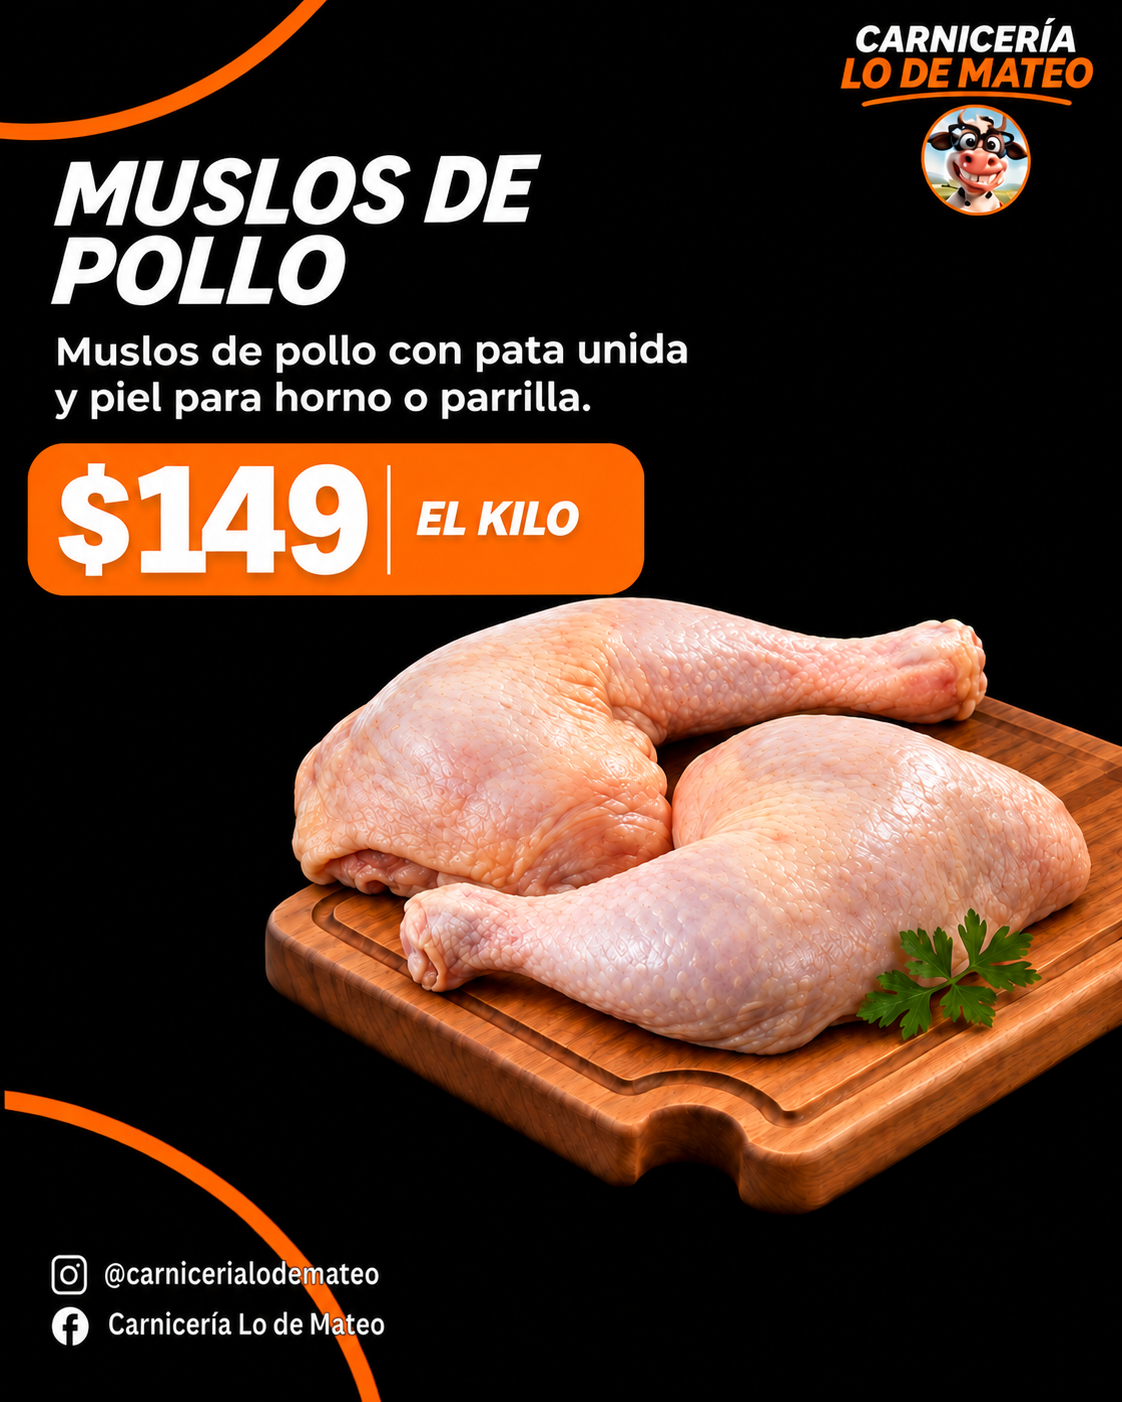 CARNICERÍA
LO DE MATEO
MUSLOS DE
POLLO
Muslos de pollo con pata unida
y piel para horno o parrilla.
$149 EL KILO
@carnicerialodemateo
Carnicería Lo de Mateo